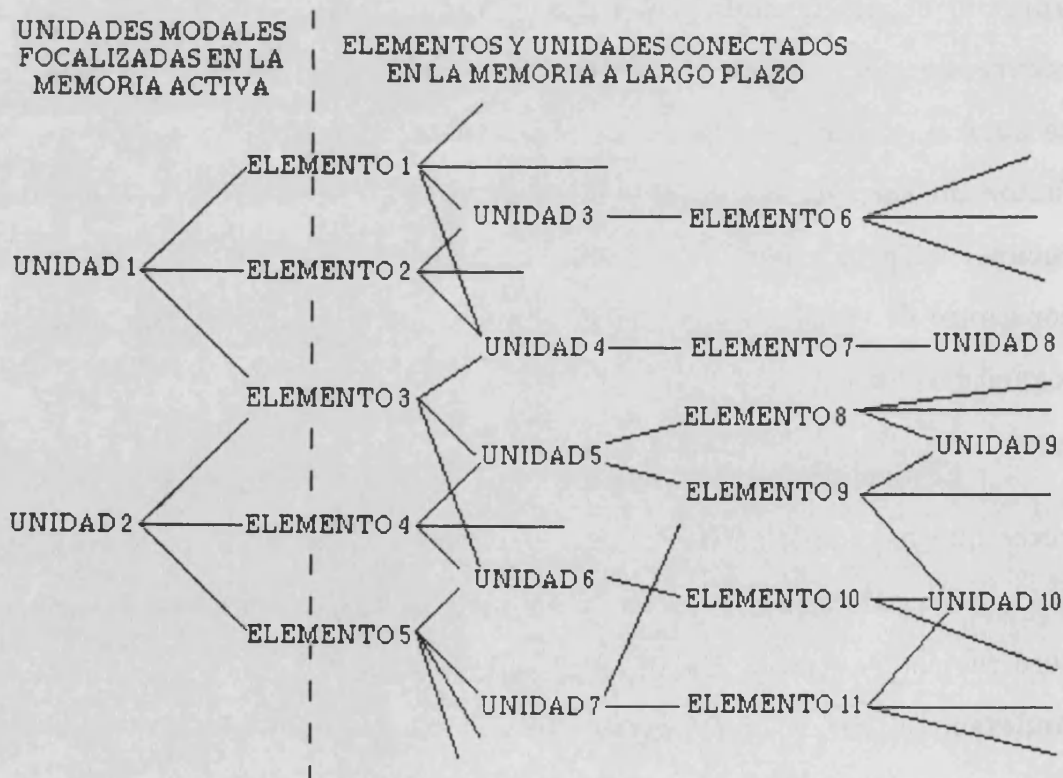 UNIDADES MODALES
FOCALIZADAS EN LA
MEMORIA ACTIVA
ELEMENTOS Y UNIDADES CONECTADOS
EN LA MEMORIA A LARGO PLAZO
ELEMENTO 1
UNIDAD 3
ELEMENTO 6
UNIDAD 1
ELEMENTO 2
UNIDAD 4
ELEMENTO 7
UNIDAD 8
ELEMENTO 3
ELEMENTO 8
UNIDAD 5
UNIDAD 9
ELEMENTO 9
UNIDAD 2
ELEMENTO 4
UNIDAD 6
ELEMENTO 10
UNIDAD 10
ELEMENTO 5
UNIDAD 7
ELEMENTO 11